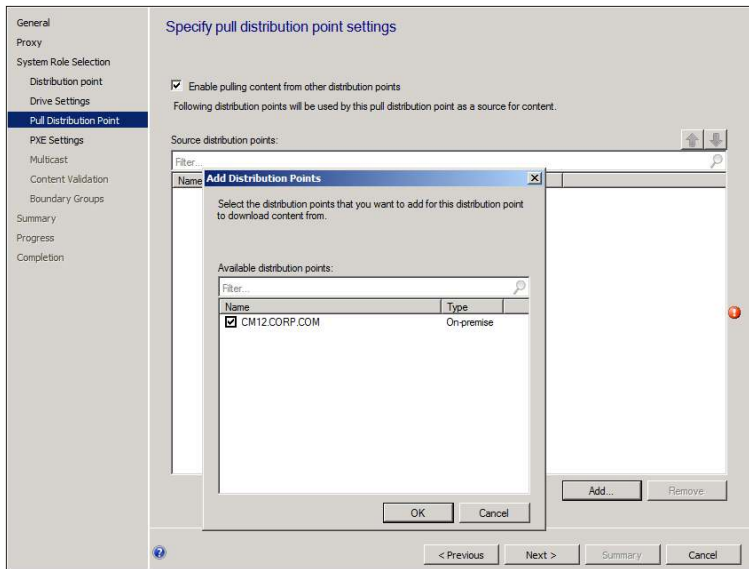 General
Proxy
System Role Selection
Distribution point
Drive Settings
Pull Distribution Point
PXE Settings
Multicast
Content Validation
Boundary Groups
Summary
Progress
Completion
Specify pull distribution point settings
Enable pulling content from other distribution points
Following distribution points will be used by this pull distribution point as a source for content.
Source distribution points:
Filter...
Name
Add Distribution Points
Select the distribution points that you want to add for this distribution point
to download content from.
Available distribution points:
Filter...
Name Type
CM12.CORP.COM On-premise
OK Cancel
Add... Remove
< Previous Next > Summary Cancel